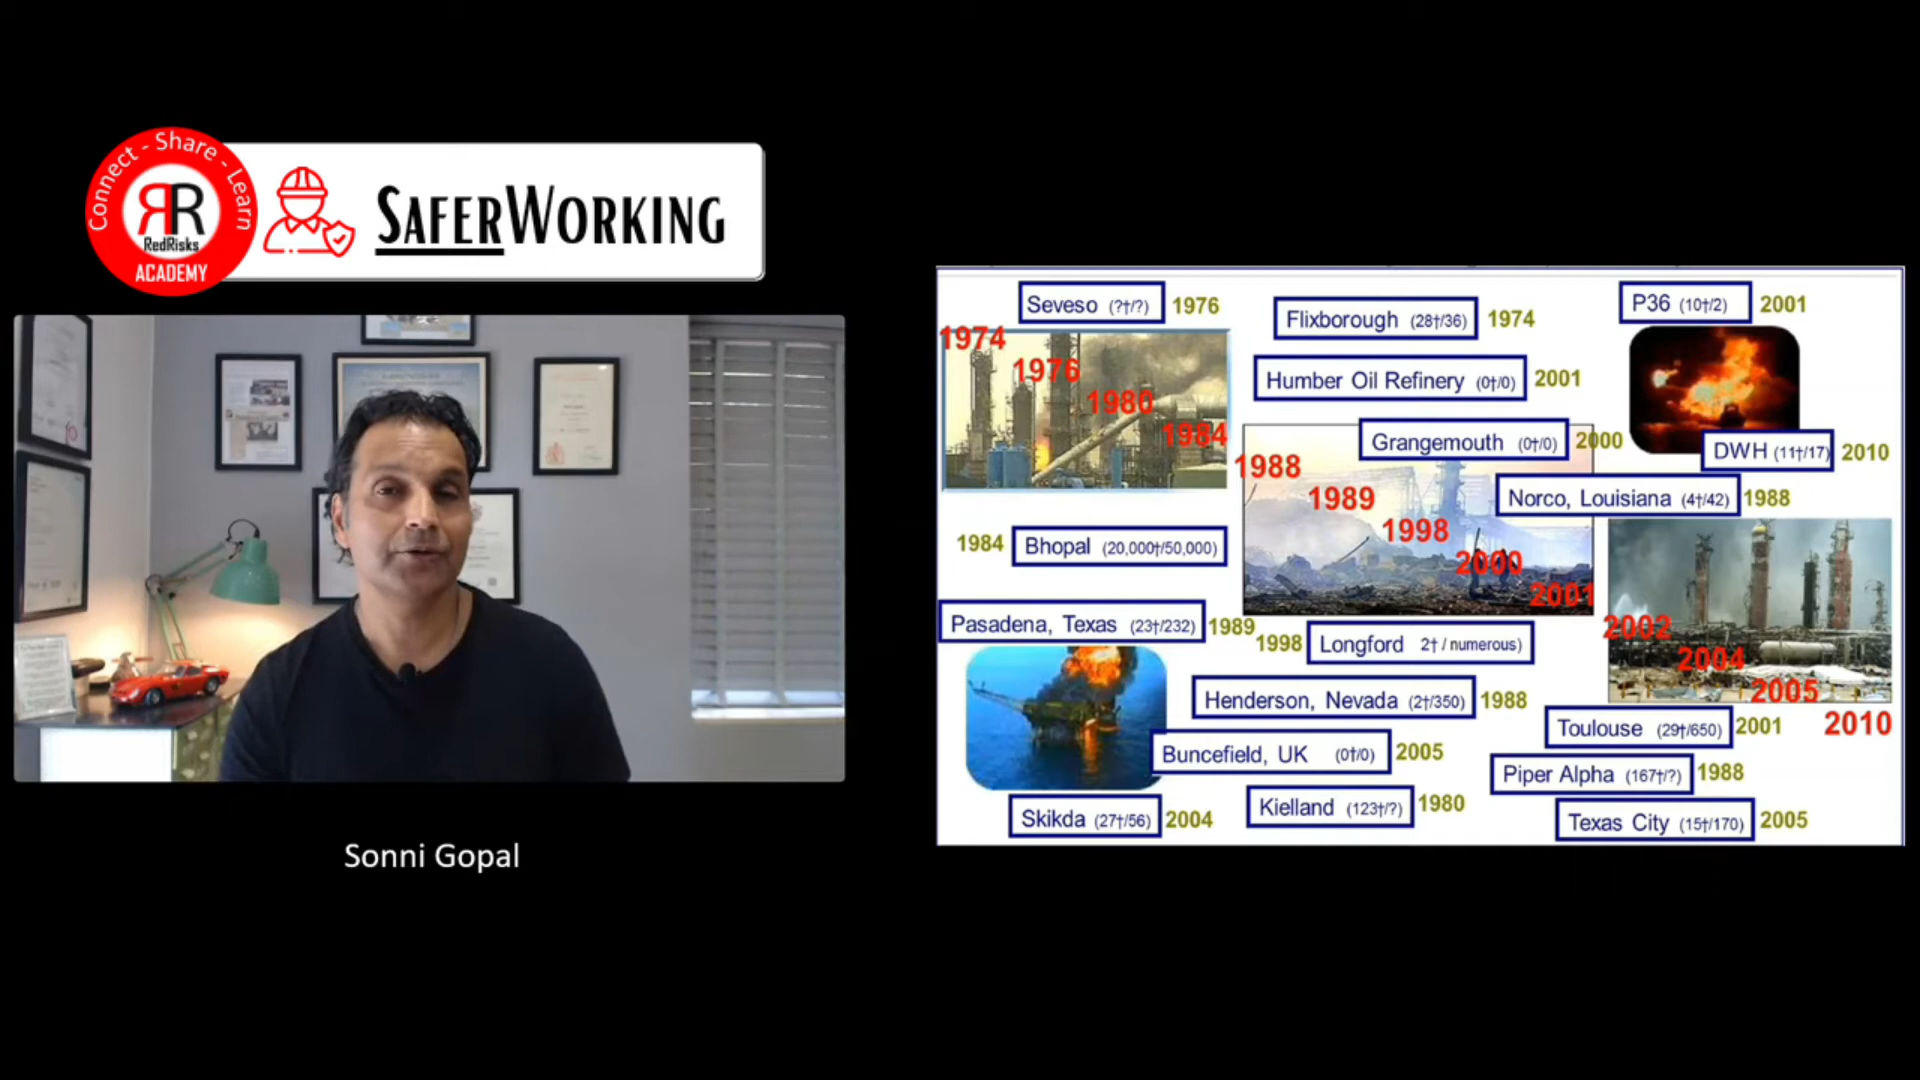 Connect - Share - Learn
RR
RedRisks
ACADEMY
SAFERWORKING
Sonni Gopal
Seveso (?†/?) 1976
Flixborough (28†/36) 1974
P36 (10†/2) 2001
Humber Oil Refinery (0†/0) 2001
Grangemouth (0†/0) 2000
DWH (11†/17) 2010
Norco, Louisiana (4†/42) 1988
1974
1976
1980
1984
1988
1989
1998
2000
2001
2002
2004
2005
2010
1984 Bhopal (20,000†/50,000)
Pasadena, Texas (23†/232) 1989
1998 Longford 2† / numerous)
Henderson, Nevada (2†/350) 1988
Toulouse (29†/650) 2001
Buncefield, UK (0†/0) 2005
Piper Alpha (167†/?) 1988
Skikda (27†/56) 2004
Kielland (123†/?) 1980
Texas City (15†/170) 2005